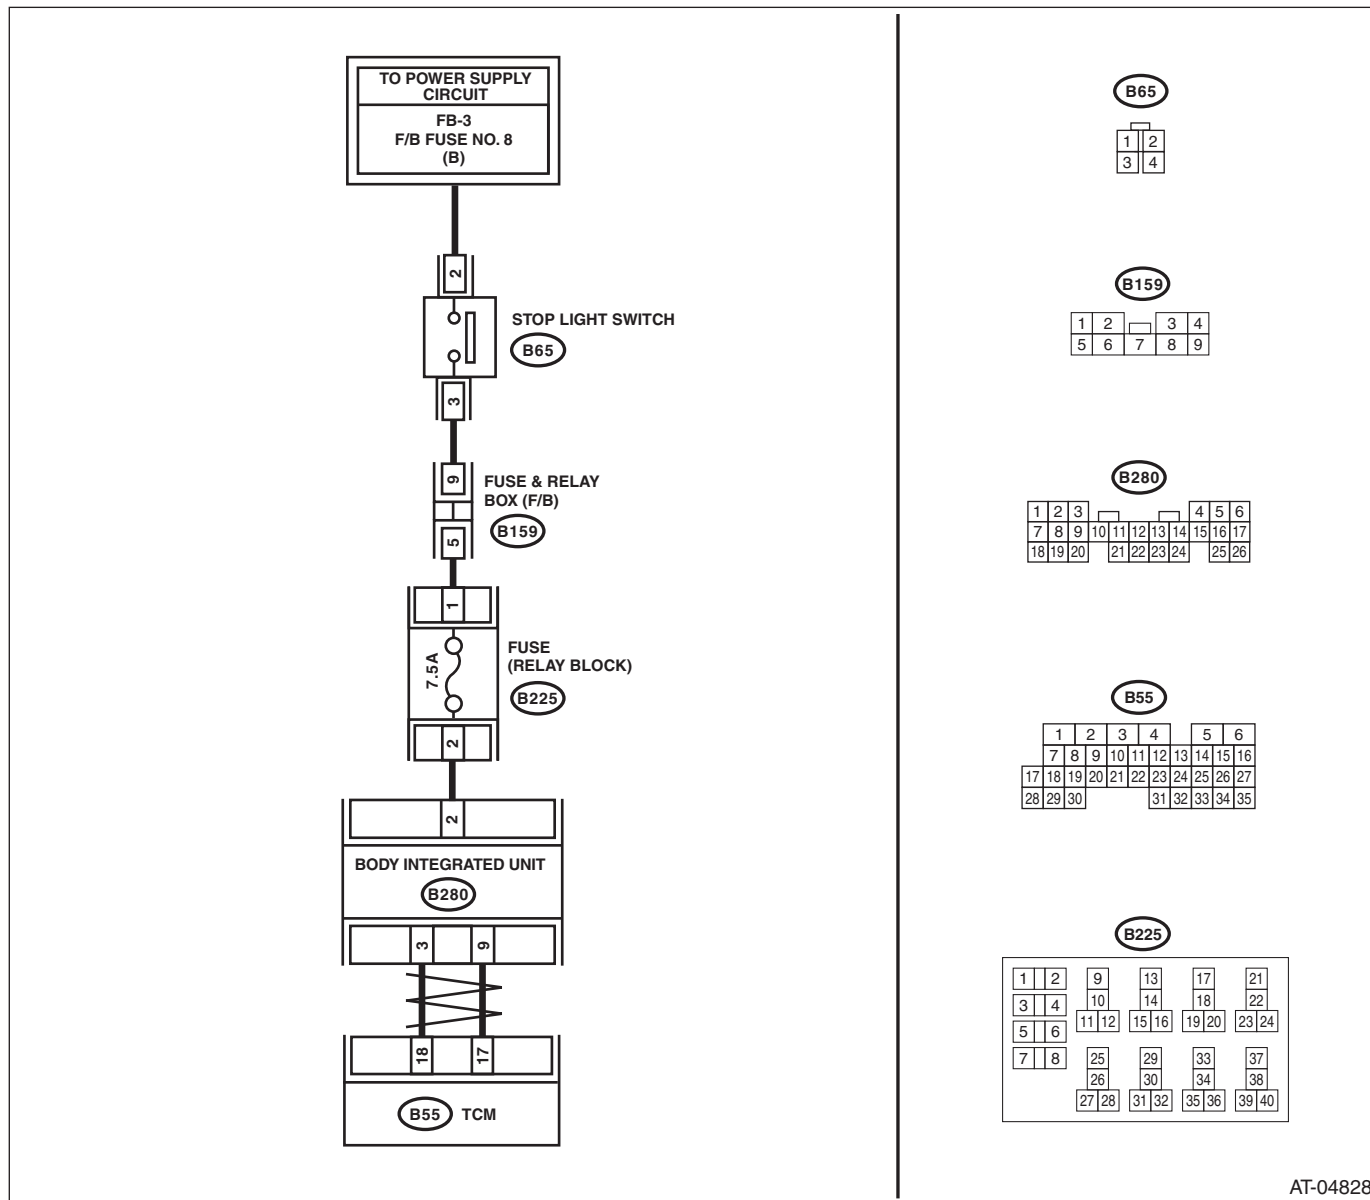 TO POWER SUPPLY
CIRCUIT
FB-3
F/B FUSE NO. 8
(B)
2
STOP LIGHT SWITCH
B65
3
9
FUSE & RELAY
BOX (F/B)
B159
5
1
7.5A
FUSE
(RELAY BLOCK)
B225
2
2
BODY INTEGRATED UNIT
B280
3 9
18 17
B55 TCM
B65
1 2
3 4
B159
1 2 3 4
5 6 7 8 9
B280
1 2 3 4 5 6
7 8 9 10 11 12 13 14 15 16 17
18 19 20 21 22 23 24 25 26
B55
1 2 3 4 5 6
7 8 9 10 11 12 13 14 15 16
17 18 19 20 21 22 23 24 25 26 27
28 29 30 31 32 33 34 35
B225
1 2 9 13 17 21
3 4 10 14 18 22
11 12 15 16 19 20 23 24
5 6
7 8 25 29 33 37
26 30 34 38
27 28 31 32 35 36 39 40
AT-04828